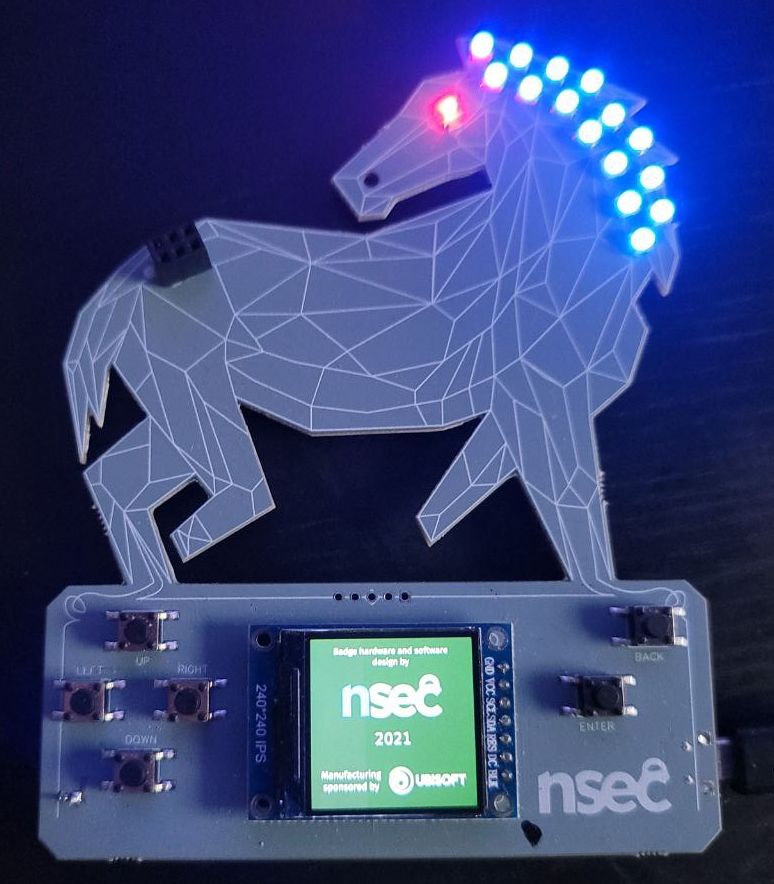 UP
LEFT
RIGHT
DOWN
240*240 IPS
Badge hardware and software
design by
nsec
2021
Manufacturing
sponsored by
UBISOFT
GND VCC SCL SDA RES DC BLK
BACK
ENTER
nsec